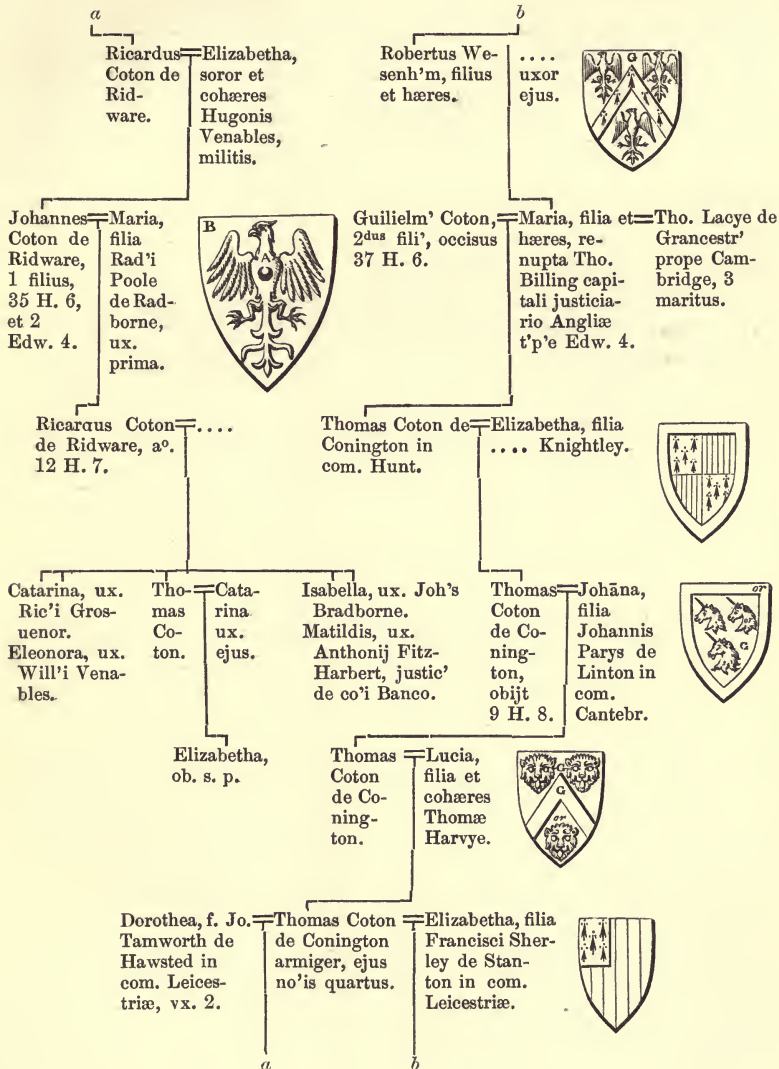 a
b
Ricardus
Coton de
Rid-
ware.
Elizabetha,
soror et
cohæres
Hugonis
Venables,
militis.
Robertus We-
senh'm, filius
et hæres.
....
uxor
ejus.
G
Johannes
Coton de
Ridware,
1 filius,
35 H. 6,
et 2
Edw. 4.
Maria,
filia
Rad'i
Poole
de Rad-
borne,
ux.
prima.
B
A
Guilielm' Coton,
2dus fili', occisus
37 H. 6.
Maria, filia et
hæres, re-
nupta Tho.
Billing capi-
tali justicia-
rio Angliæ
t'p'e Edw. 4.
Tho. Lacye de
Grancestr'
prope Cam-
bridge, 3
maritus.
Ricarαus Coton
de Ridware, ao.
12 H. 7.
....
Thomas Coton de
Conington in
com. Hunt.
Elizabetha, filia
.... Knightley.
Catarina, ux.
Ric'i Gros-
uenor.
Eleonora, ux.
Will'i Vena-
bles.
Tho-
mas
Co-
ton.
Cata-
rina
ux.
ejus.
Isabella, ux. Joh's
Bradborne.
Matildis, ux.
Anthonij Fitz-
Harbert, justic'
de co'i Banco.
Thomas
Coton
de Co-
ning-
ton,
obijt
9 H. 8.
Johāna,
filia
Johannis
Parys de
Linton in
com.
Cantebr.
or
G
Elizabetha,
ob. s. p.
Thomas
Coton
de Co-
ning-
ton.
Lucia,
filia et
cohæres
Thomæ
Harvye.
G
G
or
Dorothea, f. Jo.
Tamworth de
Hawsted in
com. Leices-
triæ, vx. 2.
Thomas Coton
de Conington
armiger, ejus
no'is quartus.
Elizabetha, filia
Francisci Sher-
ley de Stan-
ton in com.
Leicestriæ.
a
b